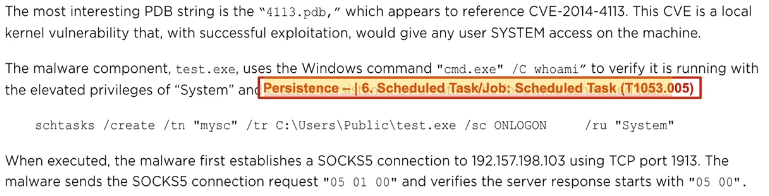 The most interesting PDB string is the "4113.pdb," which appears to reference CVE-2014-4113. This CVE is a local
kernel vulnerability that, with successful exploitation, would give any user SYSTEM access on the machine.
The malware component, test.exe, uses the Windows command "cmd.exe" /C whoami" to verify it is running with
the elevated privileges of "System" and
Persistence – | 6. Scheduled Task/Job: Scheduled Task (T1053.005)
schtasks /create /tn "mysc" /tr C:\Users\Public\test.exe /sc ONLOGON /ru "System"
When executed, the malware first establishes a SOCKS5 connection to 192.157.198.103 using TCP port 1913. The
malware sends the SOCKS5 connection request "05 01 00" and verifies the server response starts with "05 00".